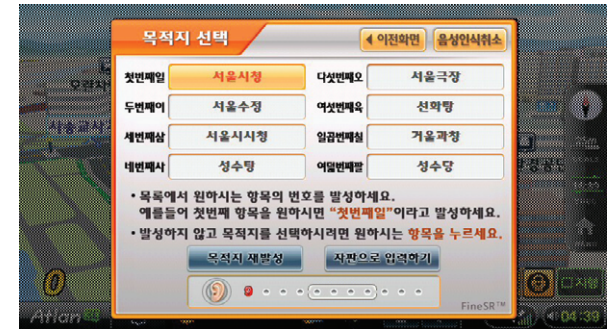 목적지 선택
이전화면
음성인식취소
첫번째일 서울시청 다섯번째오 서울극장
두번째이 서울수정 여섯번째육 선화랑
세번째삼 서울시시청 일곱번째칠 겨울과청
네번째사 성수탕 여덟번째팔 성수당
• 목록에서 원하시는 항목의 번호를 발성하세요.
예를들어 첫번째 항목을 원하시면 "첫번째일"이라고 발성하세요.
• 발성하지 않고 목적지를 선택하시려면 원하시는 항목을 누르세요.
목적지 재발성
자판으로 입력하기
FineSR™
0
지형
Atlan
04:39